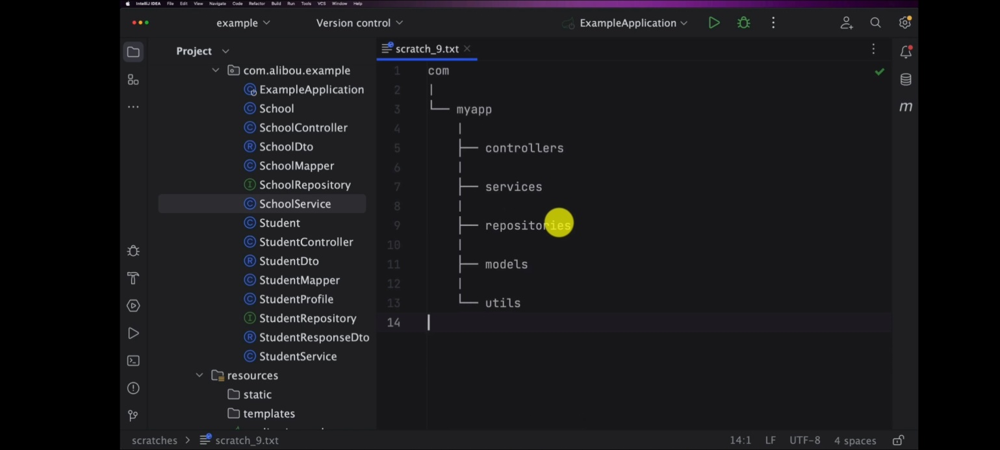 IntelliJ IDEA File Edit View Navigate Code Refactor Build Run Tools VCS Window Help
example Version control ExampleApplication
Project
com.alibou.example
ExampleApplication
School
SchoolController
SchoolDto
SchoolMapper
SchoolRepository
SchoolService
Student
StudentController
StudentDto
StudentMapper
StudentProfile
StudentRepository
StudentResponseDto
StudentService
resources
static
templates
scratch_9.txt
1 com
2 |
3 └── myapp
4 |
5 ├── controllers
6 |
7 ├── services
8 |
9 ├── repositories
10 |
11 ├── models
12 |
13 └── utils
14
m
scratches > scratch_9.txt 14:1 LF UTF-8 4 spaces